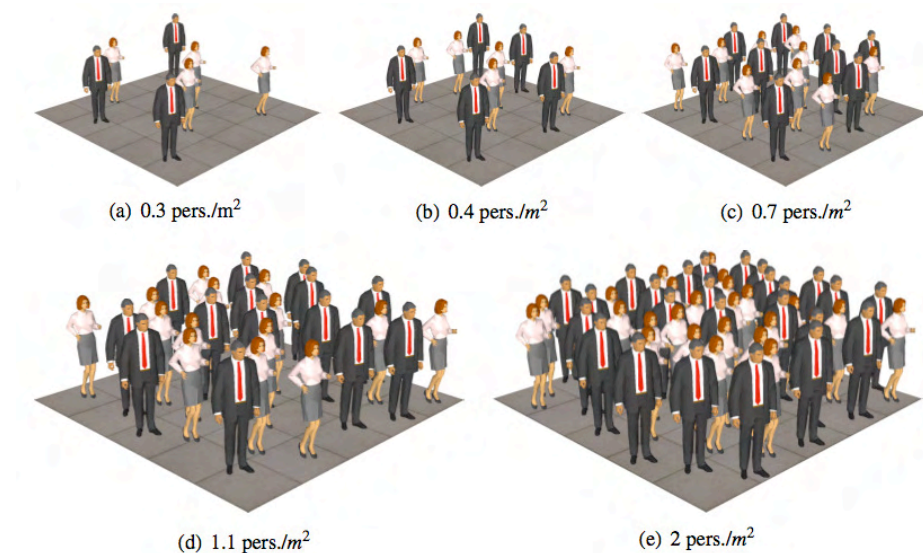 (a) 0.3 pers./m²
(b) 0.4 pers./m²
(c) 0.7 pers./m²
(d) 1.1 pers./m²
(e) 2 pers./m²